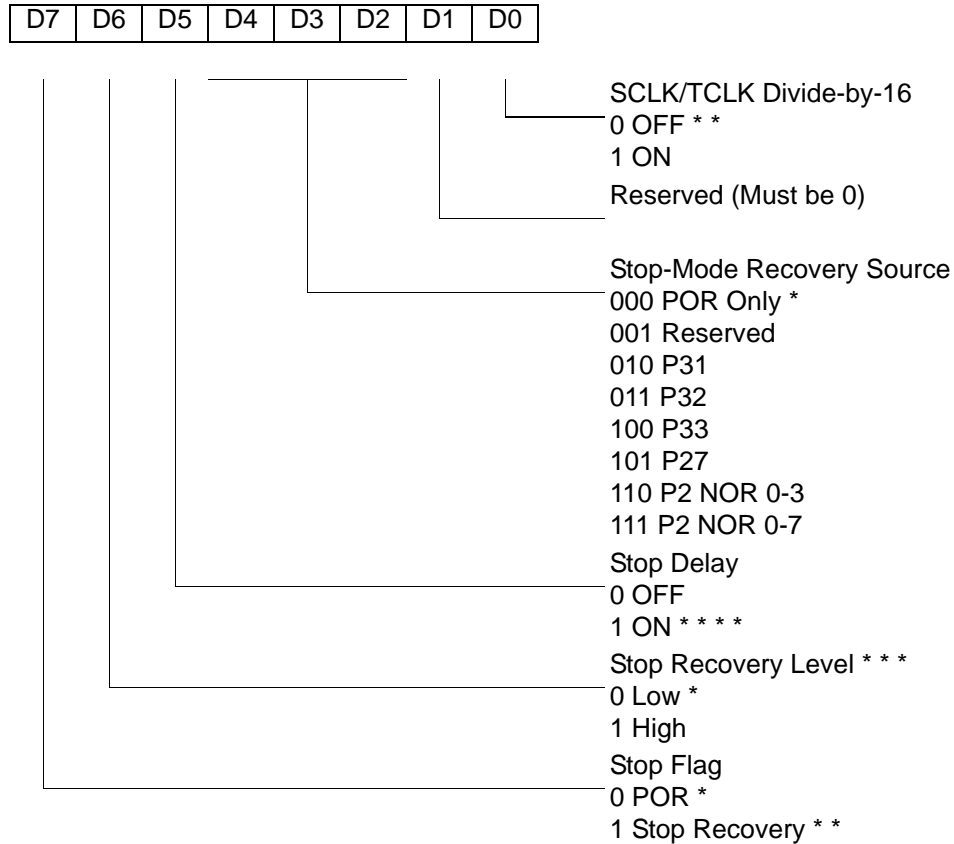 D7 D6 D5 D4 D3 D2 D1 D0
SCLK/TCLK Divide-by-16
0 OFF * *
1 ON
Reserved (Must be 0)
Stop-Mode Recovery Source
000 POR Only *
001 Reserved
010 P31
011 P32
100 P33
101 P27
110 P2 NOR 0-3
111 P2 NOR 0-7
Stop Delay
0 OFF
1 ON * * * *
Stop Recovery Level * * *
0 Low *
1 High
Stop Flag
0 POR *
1 Stop Recovery * *